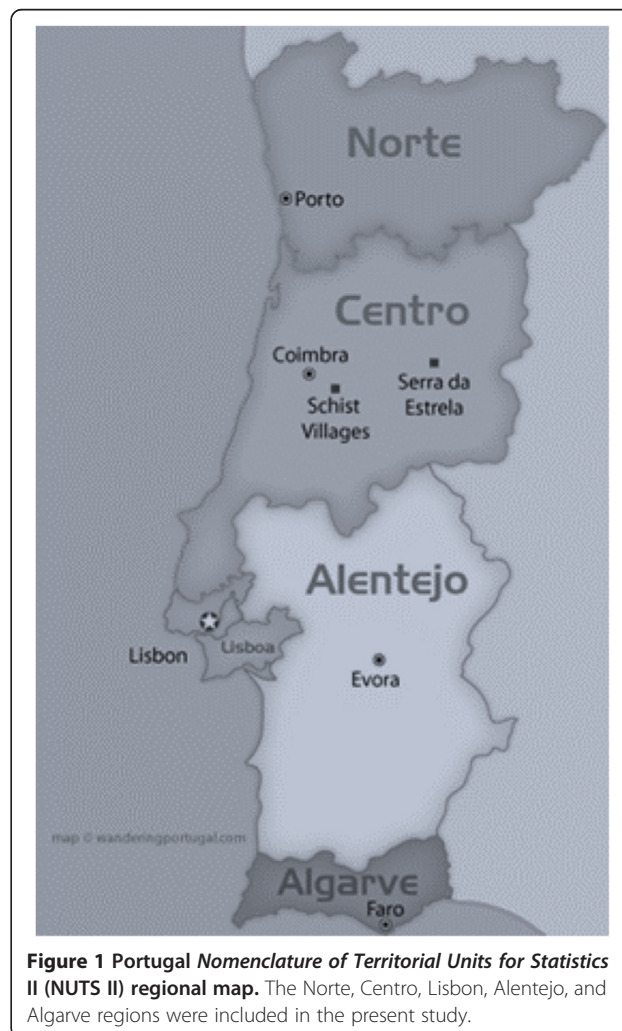 Norte
Porto
Centro
Coimbra
Serra da
Estrela
Schist
Villages
Alentejo
Lisbon
Lisboa
Evora
map © wanderingportugal.com
Algarve
Faro
Figure 1 Portugal Nomenclature of Territorial Units for Statistics
II (NUTS II) regional map. The Norte, Centro, Lisbon, Alentejo, and
Algarve regions were included in the present study.